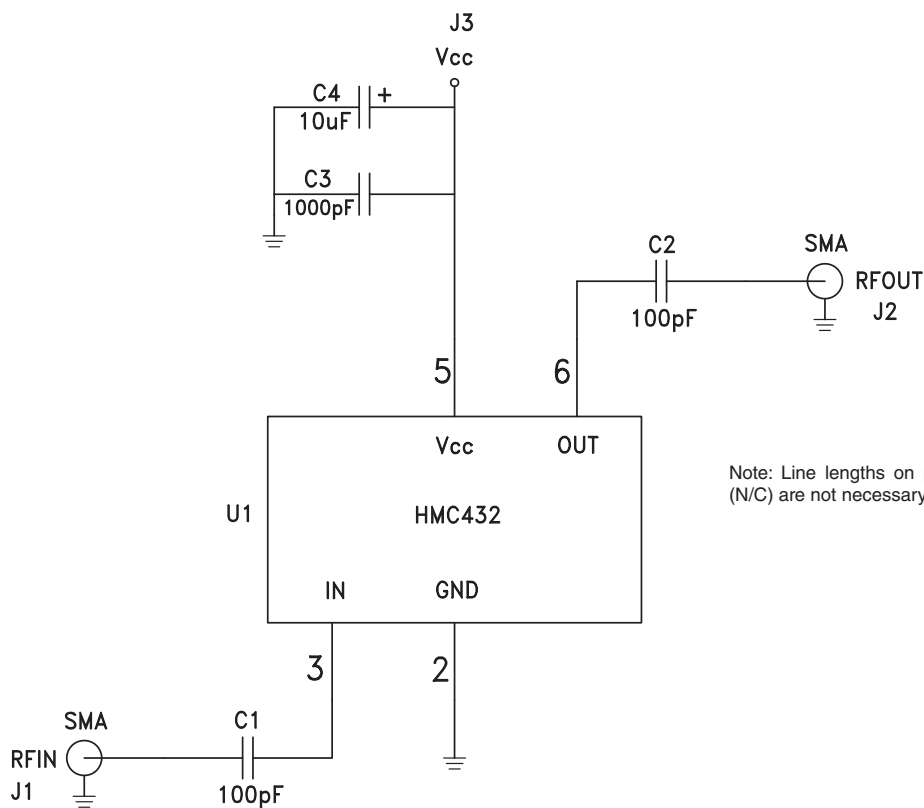 J3
Vcc
C4
+
10uF
C3
1000pF
C2
100pF
SMA
RFOUT
J2
5
6
Vcc
OUT
U1
HMC432
IN
GND
3
2
Note: Line lengths on
(N/C) are not necessary
SMA
RFIN
J1
C1
100pF